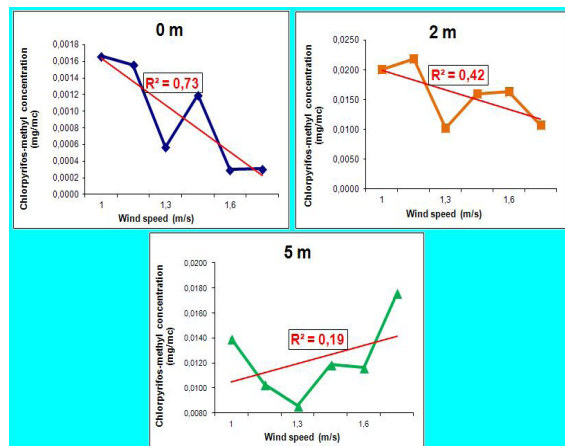 0 m
Chlorpyrifos-methyl concentration
(mg/mc)
0,0018
0,0016
0,0014
0,0012
0,0010
0,0008
0,0006
0,0004
0,0002
0,0000
R² = 0,73
1
1,3
1,6
Wind speed (m/s)
2 m
Chlorpyrifos-methyl concentration
(mg/mc)
0,0250
0,0200
0,0150
0,0100
0,0050
0,0000
R² = 0,42
1
1,3
1,6
Wind speed (m/s)
5 m
Chlorpyrifos-methyl concentration
(mg/mc)
0,0200
0,0180
0,0160
0,0140
0,0120
0,0100
0,0080
R² = 0,19
1
1,3
1,6
Wind speed (m/s)